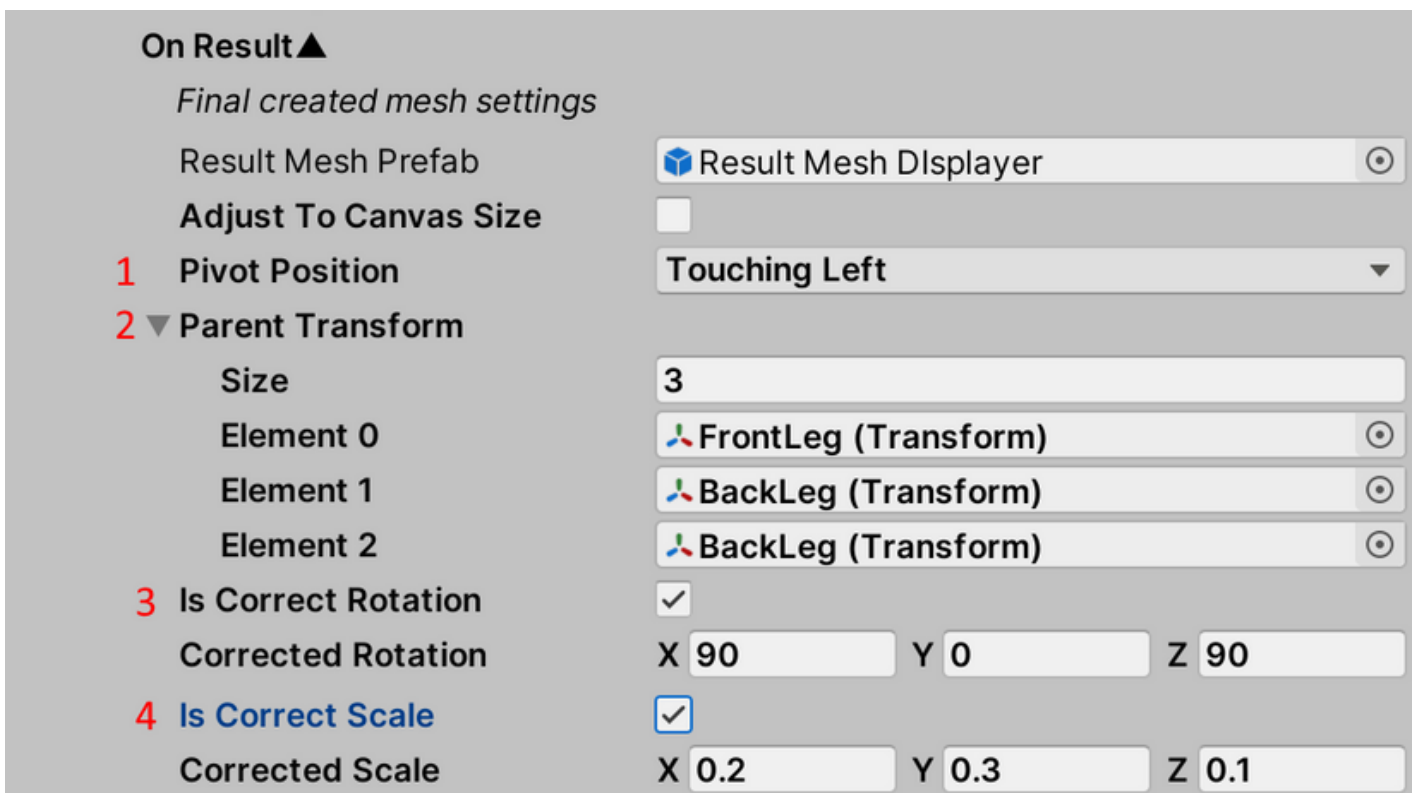 On Result▲
Final created mesh settings
Result Mesh Prefab Result Mesh DIsplayer
Adjust To Canvas Size
1 Pivot Position Touching Left
2 Parent Transform
Size 3
Element 0 FrontLeg (Transform)
Element 1 BackLeg (Transform)
Element 2 BackLeg (Transform)
3 Is Correct Rotation
Corrected Rotation X 90 Y 0 Z 90
4 Is Correct Scale
Corrected Scale X 0.2 Y 0.3 Z 0.1